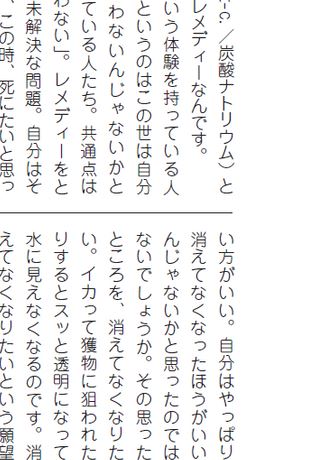 -c.／炭酸ナトリウム）と
レメディーなんです。
いう体験を持っている人
というのはこの世は自分
わないんじゃないかと
ている人たち。共通点は
わない」。レメディーをと
未解決な問題。自分はそ
、この時、死にたいと思っ
い方がいい。自分はやっぱり
消えてなくなったほうがいい
んじゃないかと思ったのでは
ないでしょうか。その思った
ところを、消えてなくなりた
い。イカって獲物に狙われた
りするとスッと透明になって
水に見えなくなるのです。消
えてなくなりたいという願望